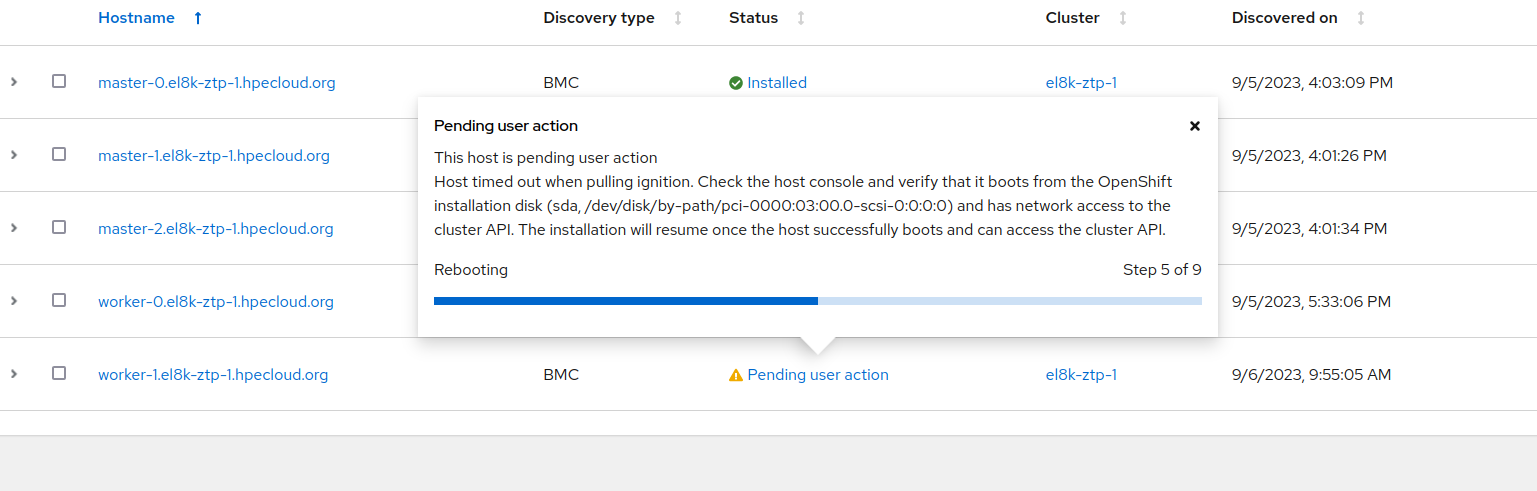 Hostname Discovery type Status Cluster Discovered on
master-0.el8k-ztp-1.hpecloud.org BMC Installed el8k-ztp-1 9/5/2023, 4:03:09 PM
Pending user action
This host is pending user action
Host timed out when pulling ignition. Check the host console and verify that it boots from the OpenShift
installation disk (sda, /dev/disk/by-path/pci-0000:03:00.0-scsi-0:0:0:0) and has network access to the
cluster API. The installation will resume once the host successfully boots and can access the cluster API.
Rebooting Step 5 of 9
master-1.el8k-ztp-1.hpecloud.org 9/5/2023, 4:01:26 PM
master-2.el8k-ztp-1.hpecloud.org 9/5/2023, 4:01:34 PM
worker-0.el8k-ztp-1.hpecloud.org 9/5/2023, 5:33:06 PM
worker-1.el8k-ztp-1.hpecloud.org BMC Pending user action el8k-ztp-1 9/6/2023, 9:55:05 AM